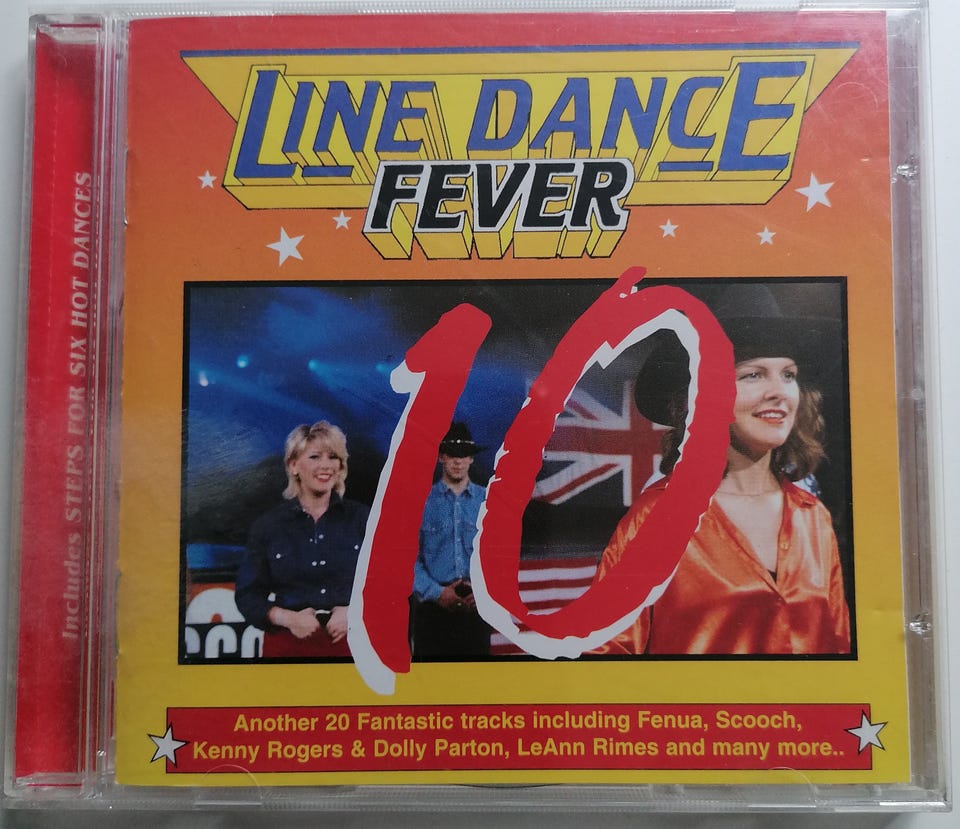 LINE DANCE
FEVER
10
Another 20 Fantastic tracks including Fenua, Scooch,
Kenny Rogers & Dolly Parton, LeAnn Rimes and many more..
Includes STEPS FOR SIX HOT DANCES